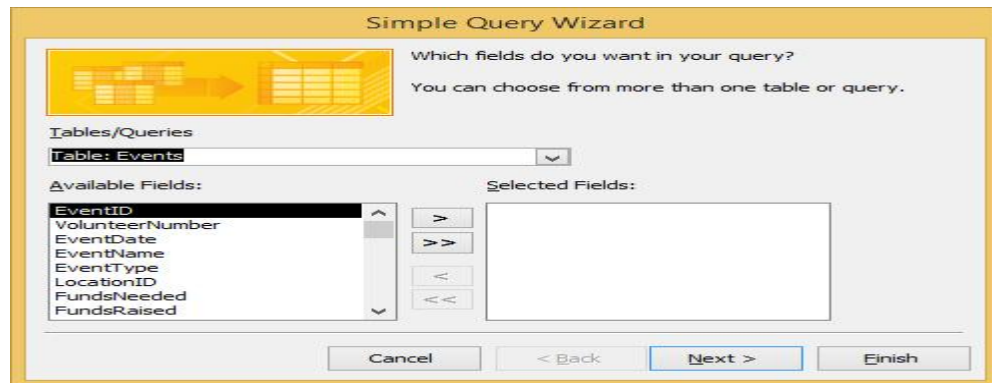 Simple Query Wizard
Which fields do you want in your query?
You can choose from more than one table or query.
Tables/Queries
Table: Events
Available Fields:
Selected Fields:
EventID
VolunteerNumber
EventDate
EventName
EventType
LocationID
FundsNeeded
FundsRaised
>
>>
<
<<
Cancel
< Back
Next >
Finish